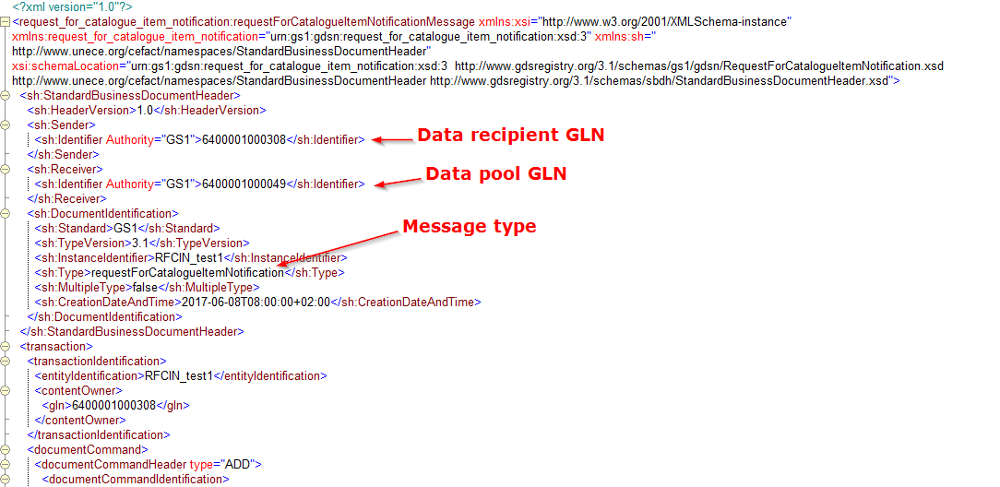 <?xml version="1.0"?>
<request_for_catalogue_item_notification:requestForCatalogueItemNotificationMessage xmlns:xsi="http://www.w3.org/2001/XMLSchema-instance"
xmlns:request_for_catalogue_item_notification="urn:gs1:gdsn:request_for_catalogue_item_notification:xsd:3" xmlns:sh="
http://www.unece.org/cefact/namespaces/StandardBusinessDocumentHeader"
xsi:schemaLocation="urn:gs1:gdsn:request_for_catalogue_item_notification:xsd:3 http://www.gdsregistry.org/3.1/schemas/gs1/gdsn/RequestForCatalogueItemNotification.xsd
http://www.unece.org/cefact/namespaces/StandardBusinessDocumentHeader http://www.gdsregistry.org/3.1/schemas/sbdh/StandardBusinessDocumentHeader.xsd">
<sh:StandardBusinessDocumentHeader>
<sh:HeaderVersion>1.0</sh:HeaderVersion>
<sh:Sender>
<sh:Identifier Authority="GS1">6400001000308</sh:Identifier> Data recipient GLN
</sh:Sender>
<sh:Receiver>
<sh:Identifier Authority="GS1">6400001000049</sh:Identifier> Data pool GLN
</sh:Receiver>
<sh:DocumentIdentification>
<sh:Standard>GS1</sh:Standard> Message type
<sh:TypeVersion>3.1</sh:TypeVersion>
<sh:InstanceIdentifier>RFCIN_test1</sh:InstanceIdentifier>
<sh:Type>requestForCatalogueItemNotification</sh:Type>
<sh:MultipleType>false</sh:MultipleType>
<sh:CreationDateAndTime>2017-06-08T08:00:00+02:00</sh:CreationDateAndTime>
</sh:DocumentIdentification>
</sh:StandardBusinessDocumentHeader>
<transaction>
<transactionIdentification>
<entityIdentification>RFCIN_test1</entityIdentification>
<contentOwner>
<gln>6400001000308</gln>
</contentOwner>
</transactionIdentification>
<documentCommand>
<documentCommandHeader type="ADD">
<documentCommandIdentification>